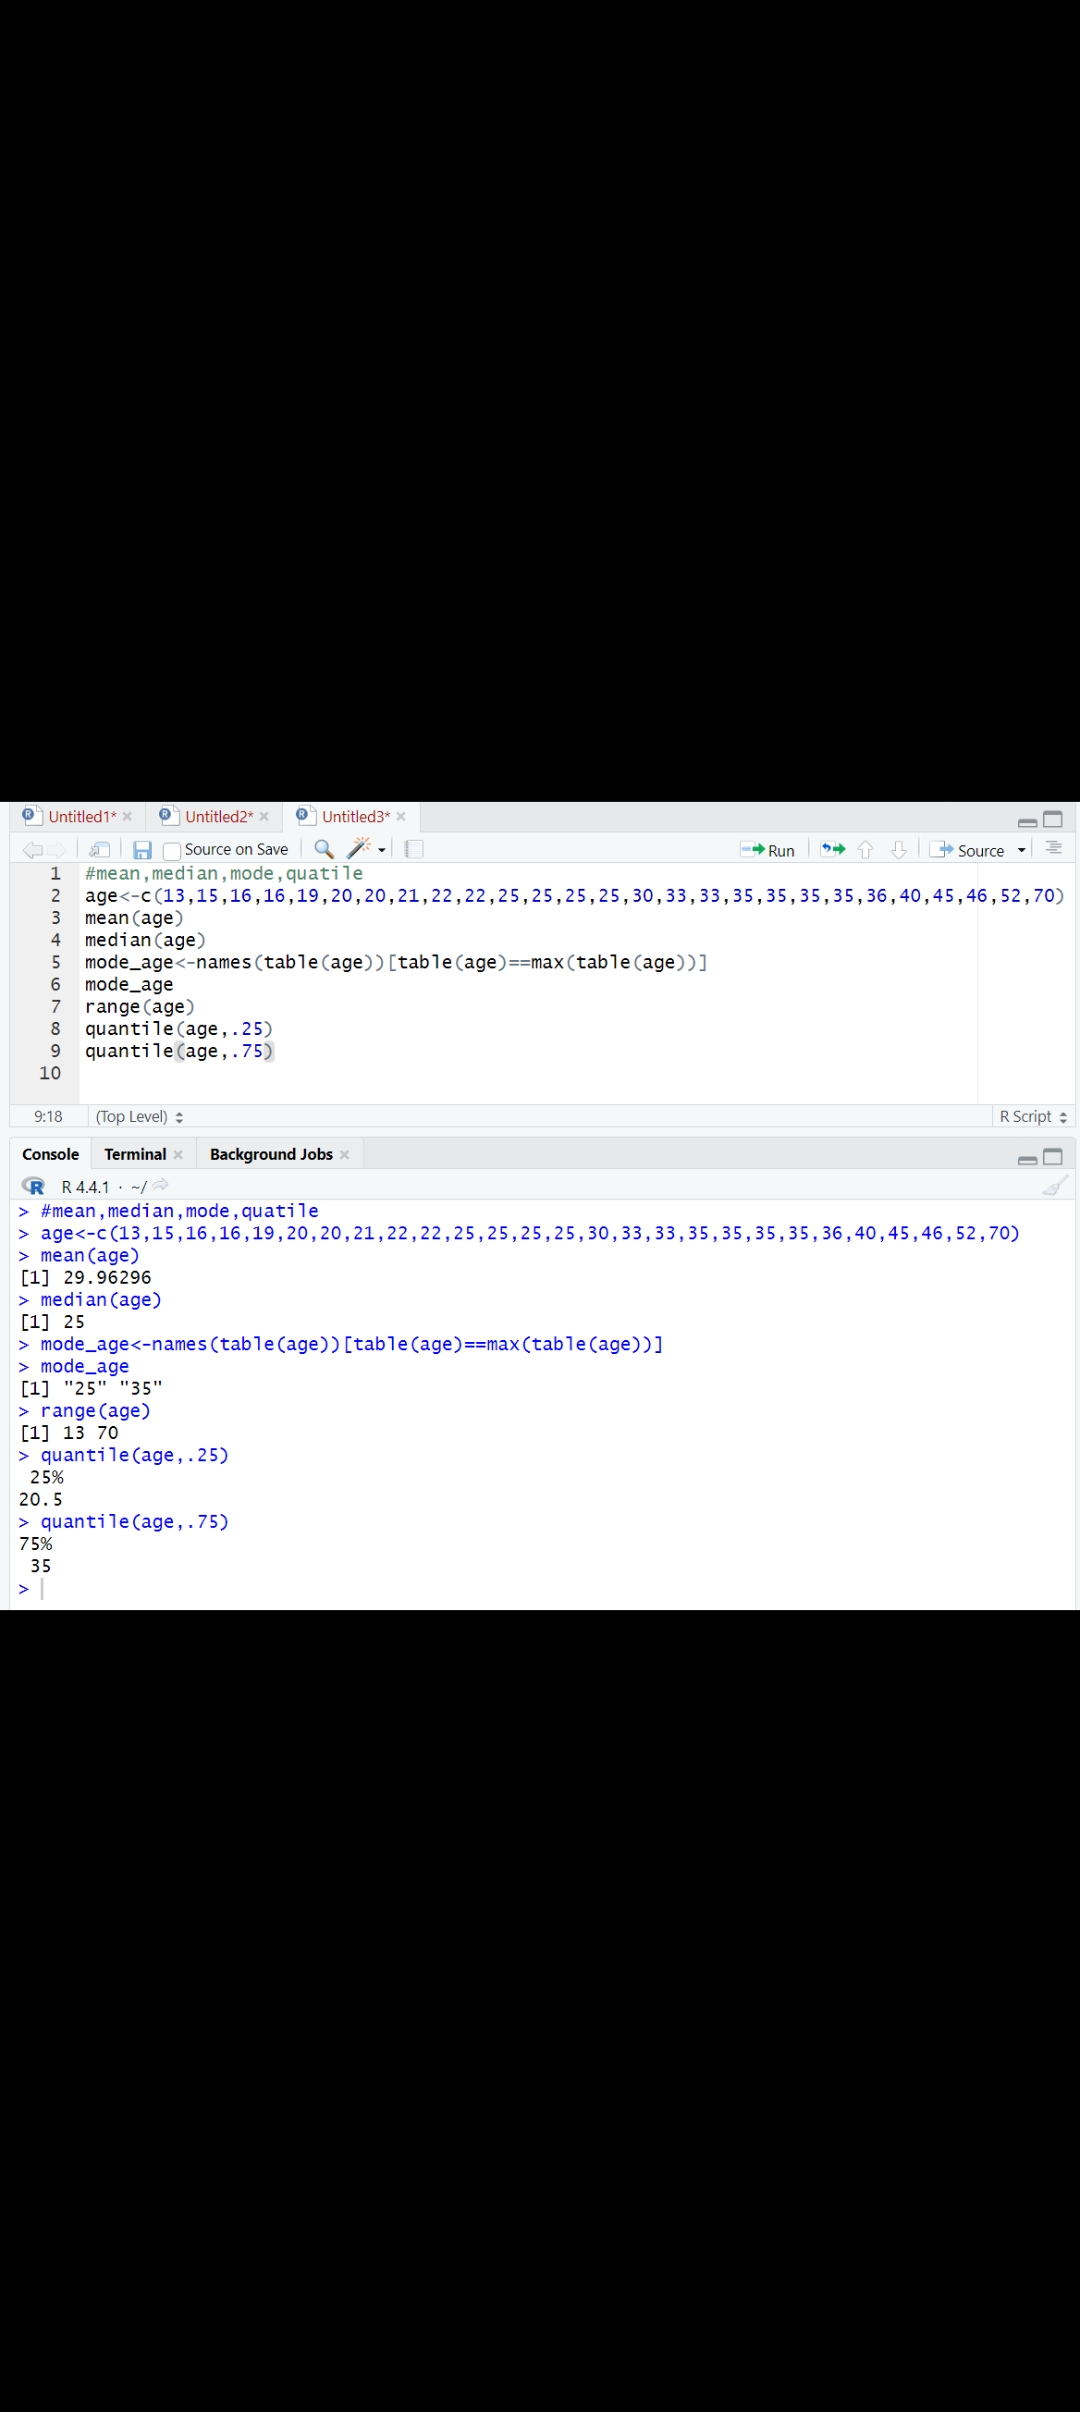 Untitled1* × Untitled2* × Untitled3* ×
Source on Save Run Source
1 #mean,median,mode,quatile
2 age<-c(13,15,16,16,19,20,20,21,22,22,25,25,25,25,30,33,33,35,35,35,35,36,40,45,46,52,70)
3 mean(age)
4 median(age)
5 mode_age<-names(table(age))[table(age)==max(table(age))]
6 mode_age
7 range(age)
8 quantile(age,.25)
9 quantile(age,.75)
10
9:18 (Top Level) R Script
Console Terminal × Background Jobs ×
R R 4.4.1 · ~/
> #mean,median,mode,quatile
> age<-c(13,15,16,16,19,20,20,21,22,22,25,25,25,25,30,33,33,35,35,35,35,36,40,45,46,52,70)
> mean(age)
[1] 29.96296
> median(age)
[1] 25
> mode_age<-names(table(age))[table(age)==max(table(age))]
> mode_age
[1] "25" "35"
> range(age)
[1] 13 70
> quantile(age,.25)
25%
20.5
> quantile(age,.75)
75%
35
>